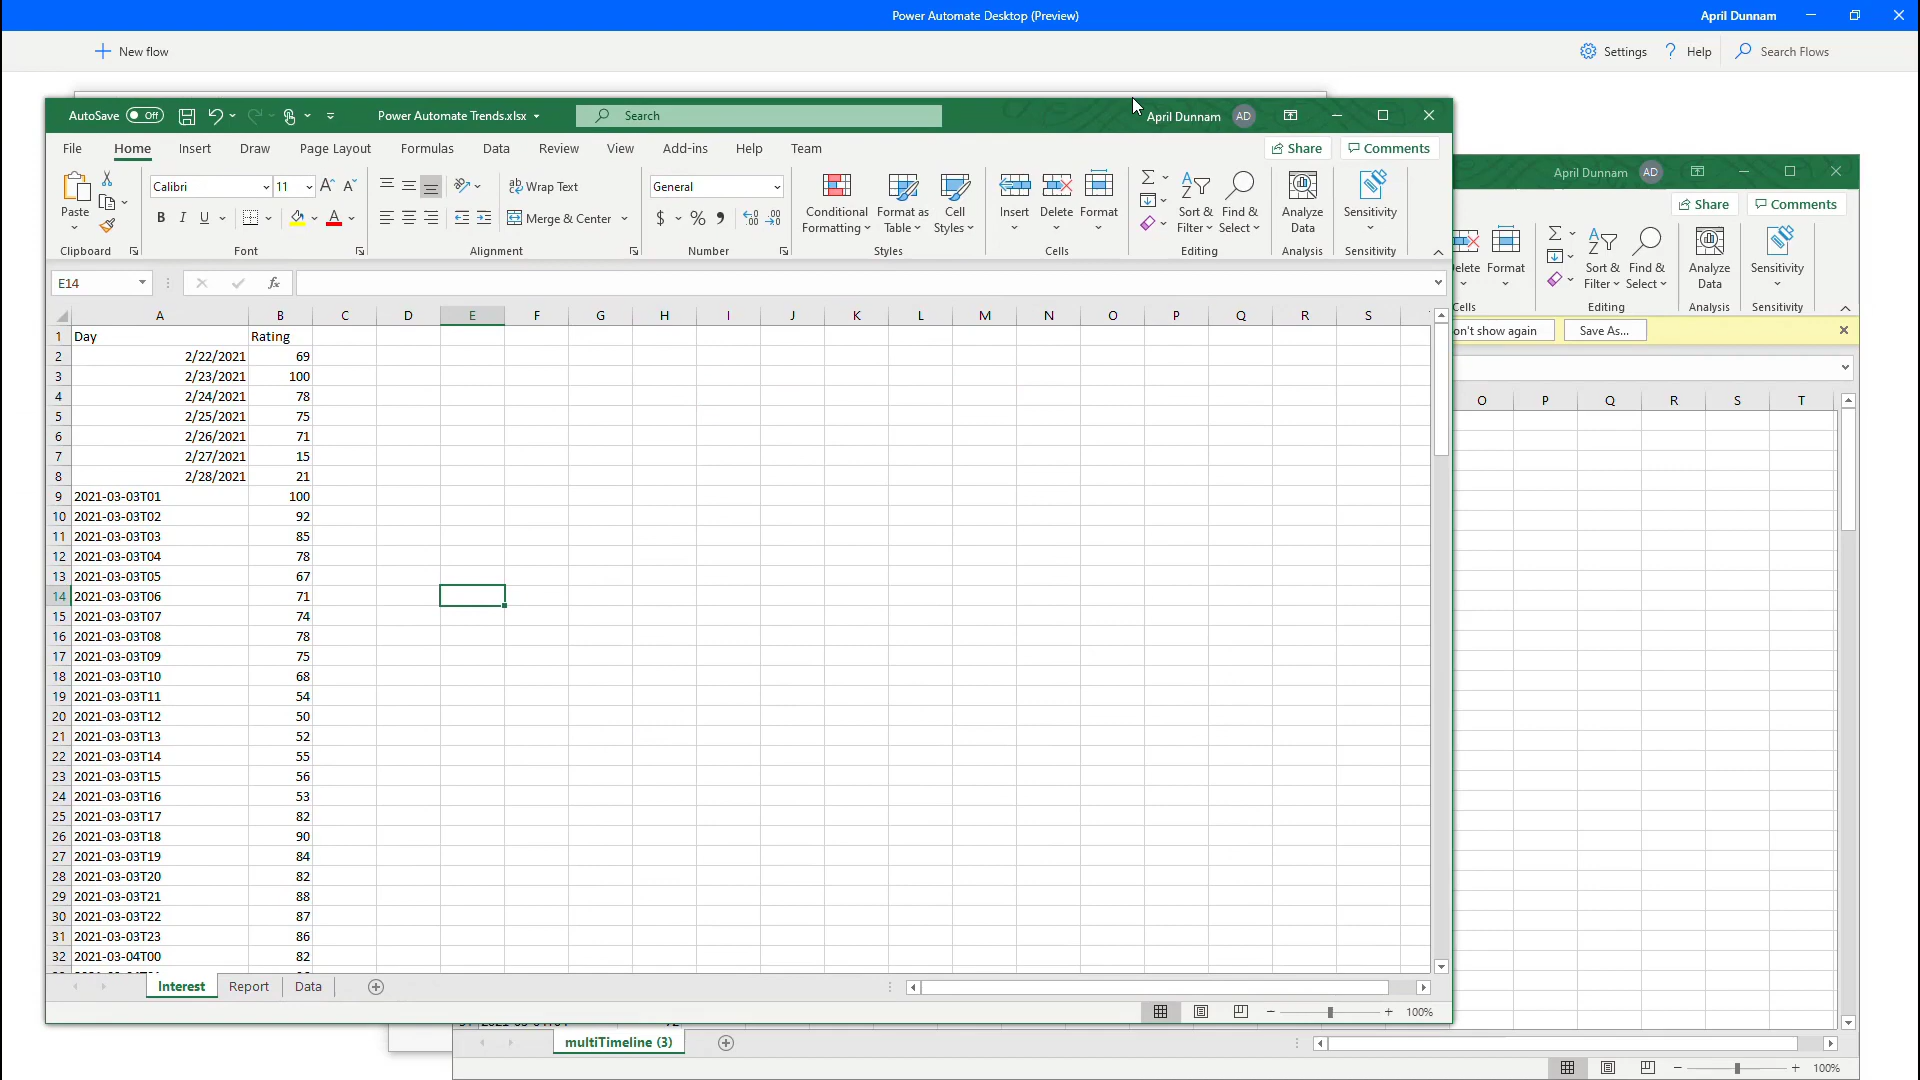 Power Automate Desktop (Preview)
April Dunnam
New flow
Settings
? Help
Search Flows
AutoSave Off
Power Automate Trends.xlsx
Search
April Dunnam AD
File Home Insert Draw Page Layout Formulas Data Review View Add-ins Help Team
Share Comments
April Dunnam AD
Share Comments
Paste
Calibri 11
B I U
Wrap Text
Merge & Center
General
$ % 9
Conditional Formatting
Format as Table
Cell Styles
Insert Delete Format
Sort & Filter
Find & Select
Analyze Data
Sensitivity
Clipboard Font Alignment Number Styles Cells Editing Analysis Sensitivity
elete Format
Sort & Filter
Find & Select
Analyze Data
Sensitivity
Cells Editing Analysis Sensitivity
on't show again Save As...
E14 fx
A B C D E F G H I J K L M N O P Q R S
O P Q R S T
1 Day Rating
2 2/22/2021 69
3 2/23/2021 100
4 2/24/2021 78
5 2/25/2021 75
6 2/26/2021 71
7 2/27/2021 15
8 2/28/2021 21
9 2021-03-03T01 100
10 2021-03-03T02 92
11 2021-03-03T03 85
12 2021-03-03T04 78
13 2021-03-03T05 67
14 2021-03-03T06 71
15 2021-03-03T07 74
16 2021-03-03T08 78
17 2021-03-03T09 75
18 2021-03-03T10 68
19 2021-03-03T11 54
20 2021-03-03T12 50
21 2021-03-03T13 52
22 2021-03-03T14 55
23 2021-03-03T15 56
24 2021-03-03T16 53
25 2021-03-03T17 82
26 2021-03-03T18 90
27 2021-03-03T19 84
28 2021-03-03T20 82
29 2021-03-03T21 88
30 2021-03-03T22 87
31 2021-03-03T23 86
32 2021-03-04T00 82
Interest Report Data
100%
multiTimeline (3)
100%